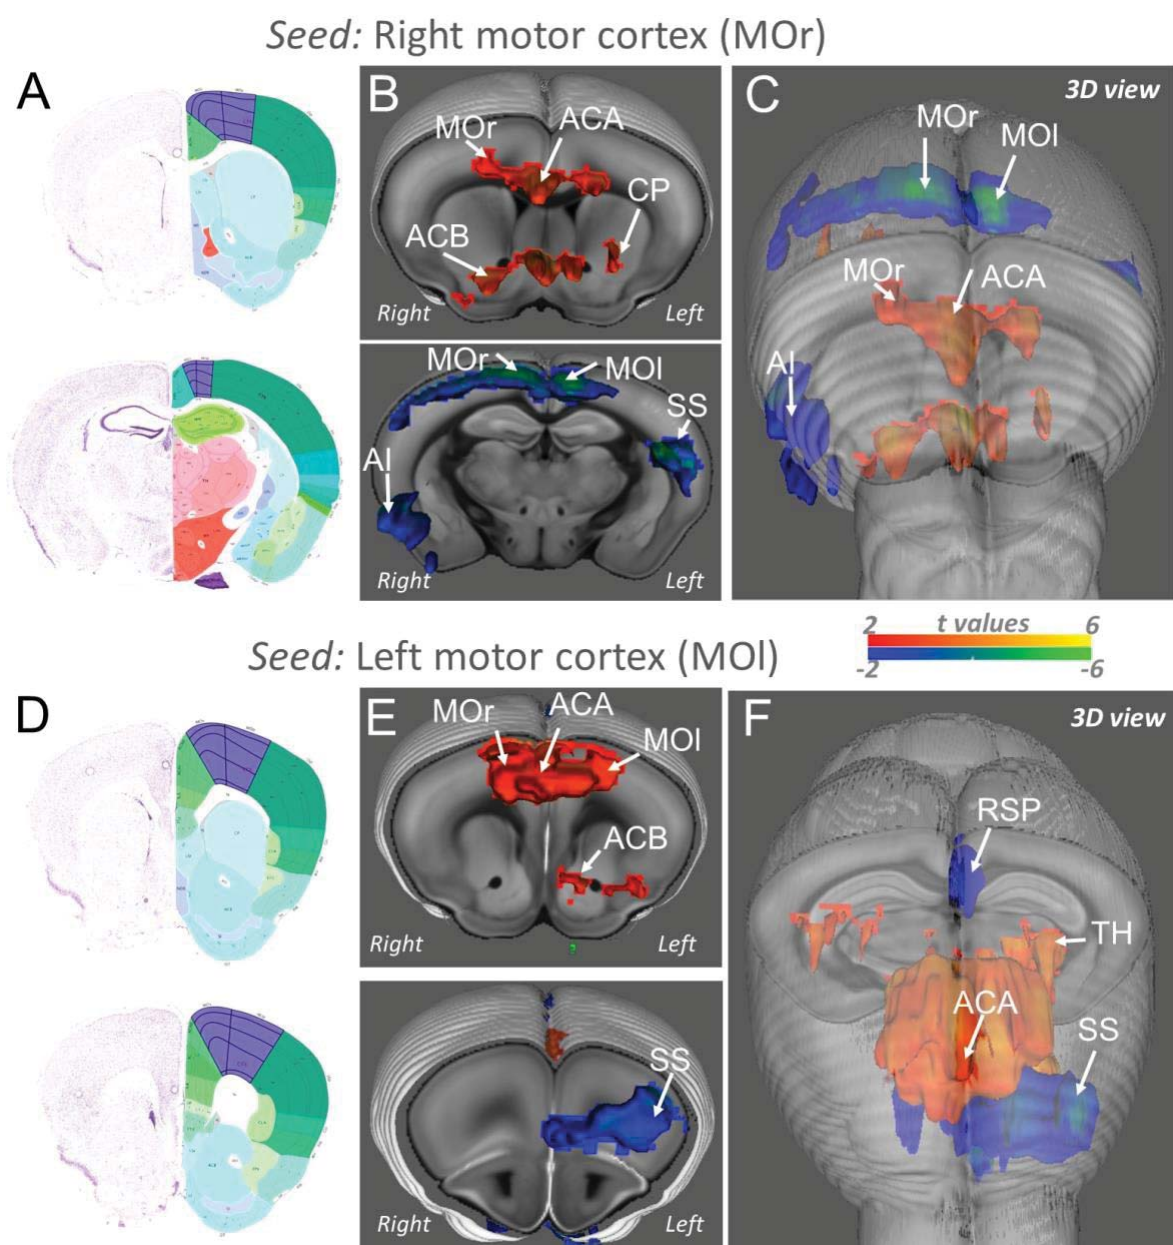 Seed: Right motor cortex (MOr)
A
B
MOr
ACA
CP
ACB
Right
Left
MOr
MOl
SS
AI
Right
Left
C
3D view
MOr
MOl
MOr
ACA
AI
2 t values 6
-2 -6
Seed: Left motor cortex (MOl)
D
E
MOr
ACA
MOl
ACB
Right
Left
SS
Right
Left
F
3D view
RSP
TH
ACA
SS